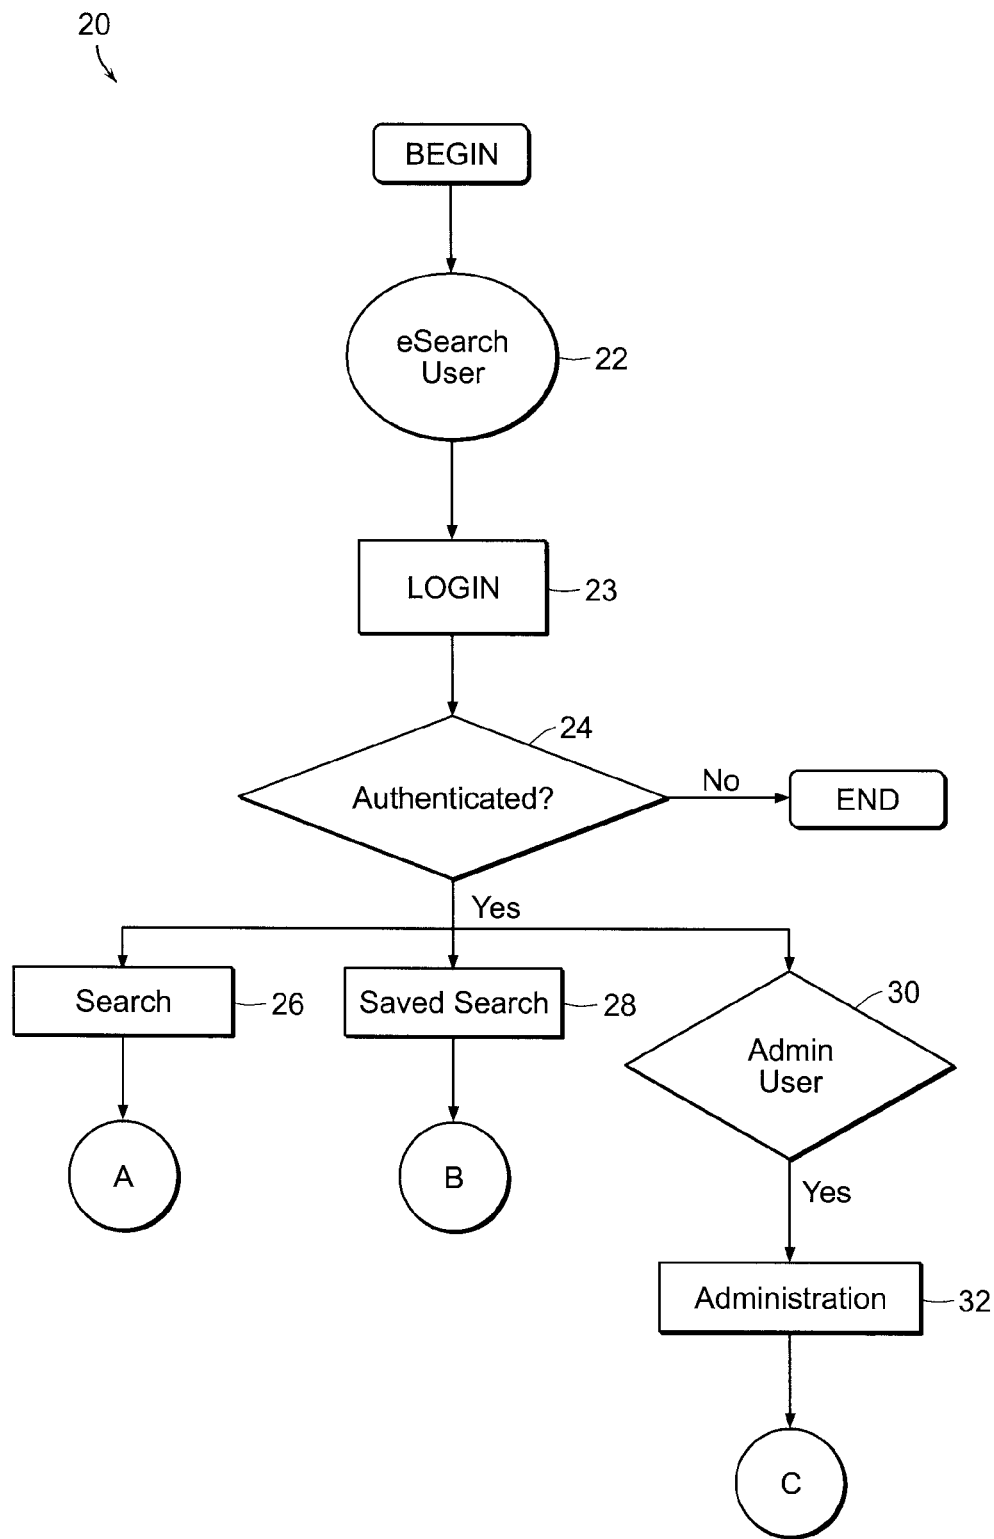 20
BEGIN
eSearch
User
22
LOGIN
23
24
Authenticated?
No
END
Yes
Search
26
Saved Search
28
30
Admin
User
A
B
Yes
Administration
32
C